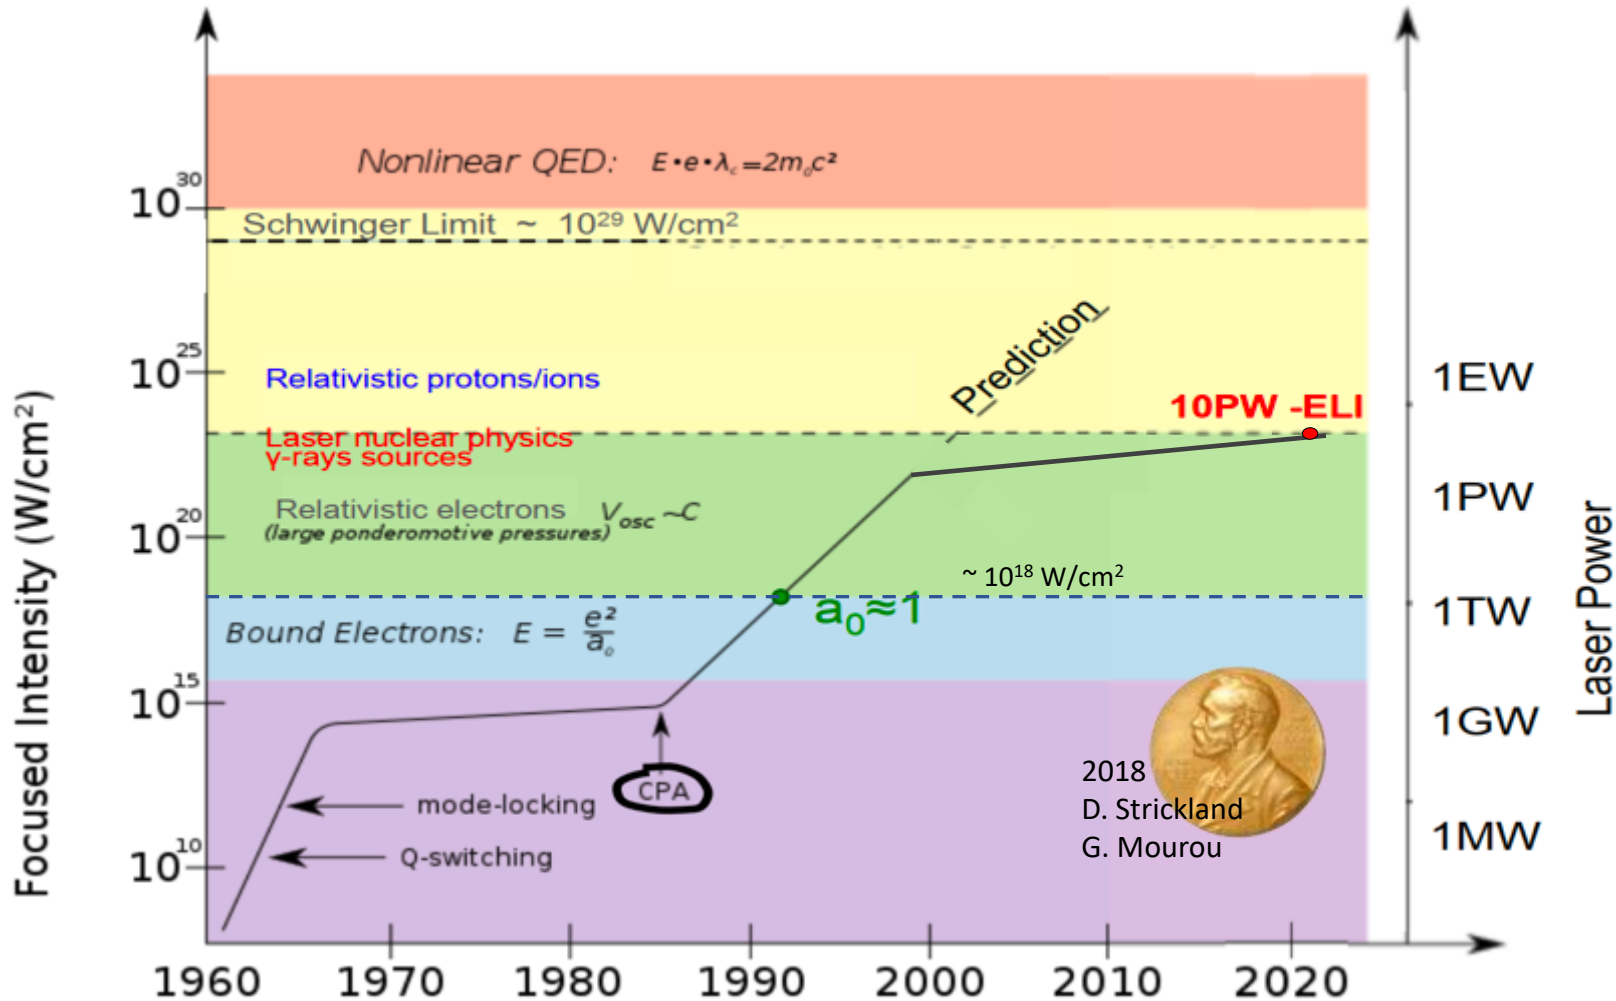 Nonlinear QED: E•e•λc=2m₀c²
10³⁰
Schwinger Limit ~ 10²⁹ W/cm²
Prediction
10²⁵
Relativistic protons/ions
1EW
10PW -ELI
Laser nuclear physics
γ-rays sources
1PW
Relativistic electrons Vosc ~C
(large ponderomotive pressures)
10²⁰
~ 10¹⁸ W/cm²
a₀≈1
1TW
Bound Electrons: E = e²/a₀
10¹⁵
1GW
CPA
2018
D. Strickland
G. Mourou
mode-locking
1MW
Q-switching
10¹⁰
1960 1970 1980 1990 2000 2010 2020
Focused Intensity (W/cm²)
Laser Power